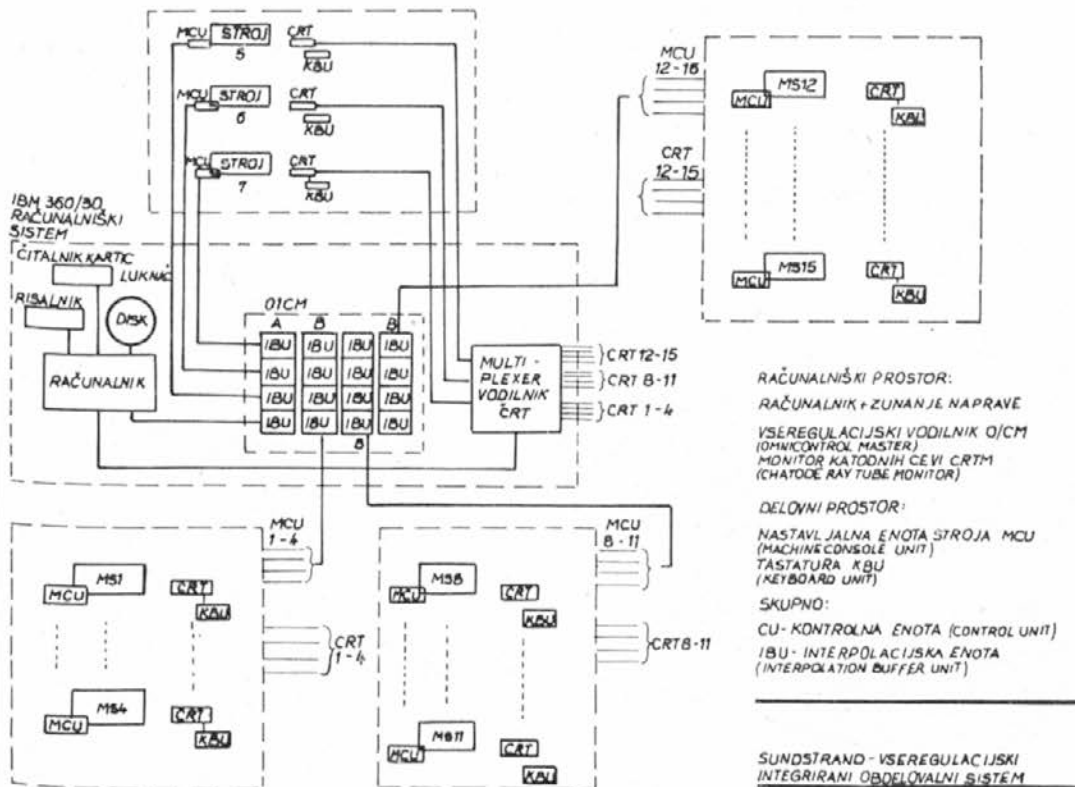 MCU
STROJ
5
CRT
KBU
MCU
STROJ
6
CRT
KBU
MCU
STROJ
7
CRT
KBU
MCU
12-16
CRT
12-15
MS12
MCU
CRT
KBU
MS15
MCU
CRT
KBU
IBM 360/30
RAČUNALNIŠKI
SISTEM
ČITALNIK KARTIC
LUKNAČ
RISALNIK
DISK
RAČUNALNIK
O1CM
A B B
IBU IBU IBU IBU
IBU IBU IBU IBU
IBU IBU IBU IBU
IBU IBU IBU IBU
B
MULTI-
PLEXER
VODILNIK
ČRT
CRT 12-15
CRT 8-11
CRT 1-4
MCU
1-4
CRT
1-4
MS1
MCU
CRT
KBU
MS4
MCU
CRT
KBU
MCU
8-11
CRT 8-11
MS8
MCU
CRT
KBU
MS11
MCU
CRT
KBU
RAČUNALNIŠKI PROSTOR:
RAČUNALNIK + ZUNANJE NAPRAVE
VSEREGULACIJSKI VODILNIK O/CM
(OMNICONTROL MASTER)
MONITOR KATODNIH CEVI CRTM
(CHATODE RAY TUBE MONITOR)
DELOVNI PROSTOR:
NASTAVLJALNA ENOTA STROJA MCU
(MACHINE CONSOLE UNIT)
TASTATURA KBU
(KEYBOARD UNIT)
SKUPNO:
CU - KONTROLNA ENOTA (CONTROL UNIT)
IBU - INTERPOLACIJSKA ENOTA
(INTERPOLATION BUFFER UNIT)
SUNDSTRAND - VSEREGULACIJSKI
INTEGRIRANI OBDELOVALNI SISTEM